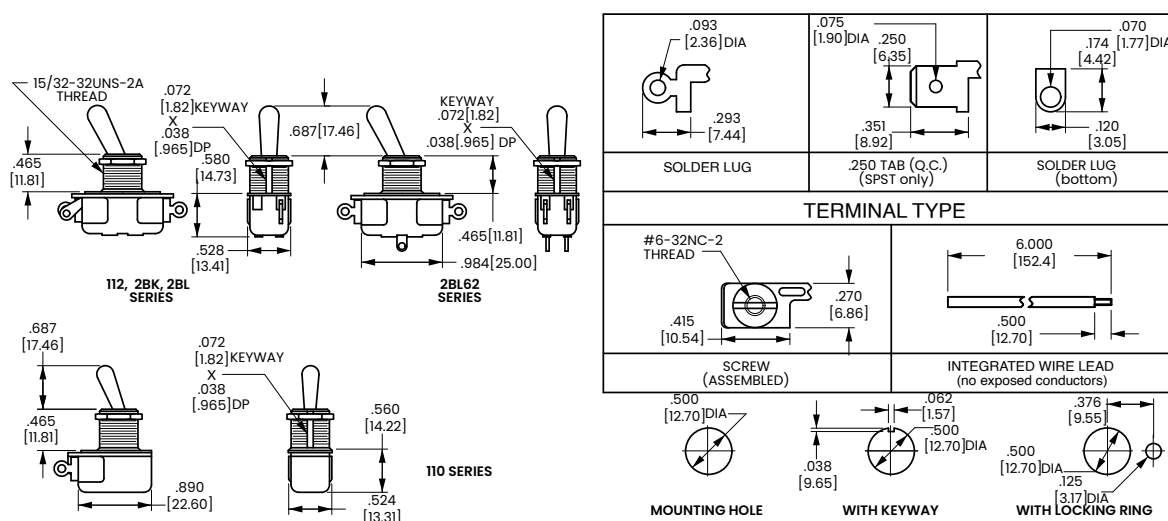 15/32-32UNS-2A
THREAD
.465
[11.81]
.072
[1.82]KEYWAY
X
.038
[.965]DP
.580
[14.73]
.528
[13.41]
112, 2BK, 2BL
SERIES
.687[17.46]
KEYWAY
.072[1.82]
X
.038[.965] DP
.465[11.81]
.984[25.00]
2BL62
SERIES
.687
[17.46]
.465
[11.81]
.890
[22.60]
.072
[1.82]KEYWAY
X
.038
[.965]DP
.560
[14.22]
.524
[13.31]
110 SERIES
.093
[2.36]DIA
.293
[7.44]
SOLDER LUG
.075
[1.90]DIA
.250
[6.35]
.351
[8.92]
.250 TAB (Q.C.)
(SPST only)
.070
[1.77]DIA
.174
[4.42]
.120
[3.05]
SOLDER LUG
(bottom)
TERMINAL TYPE
#6-32NC-2
THREAD
.270
[6.86]
.415
[10.54]
SCREW
(ASSEMBLED)
6.000
[152.4]
.500
[12.70]
INTEGRATED WIRE LEAD
(no exposed conductors)
.500
[12.70]DIA
MOUNTING HOLE
.062
[1.57]
.500
[12.70]DIA
.038
[9.65]
WITH KEYWAY
.376
[9.55]
.500
[12.70]DIA
.125
[3.17]DIA
WITH LOCKING RING